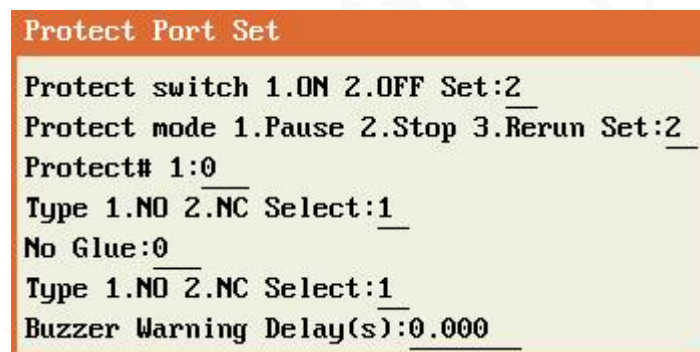 Protect Port Set
Protect switch 1.ON 2.OFF Set:2
Protect mode 1.Pause 2.Stop 3.Rerun Set:2
Protect# 1:0
Type 1.NO 2.NC Select:1
No Glue:0
Type 1.NO 2.NC Select:1
Buzzer Warning Delay(s):0.000